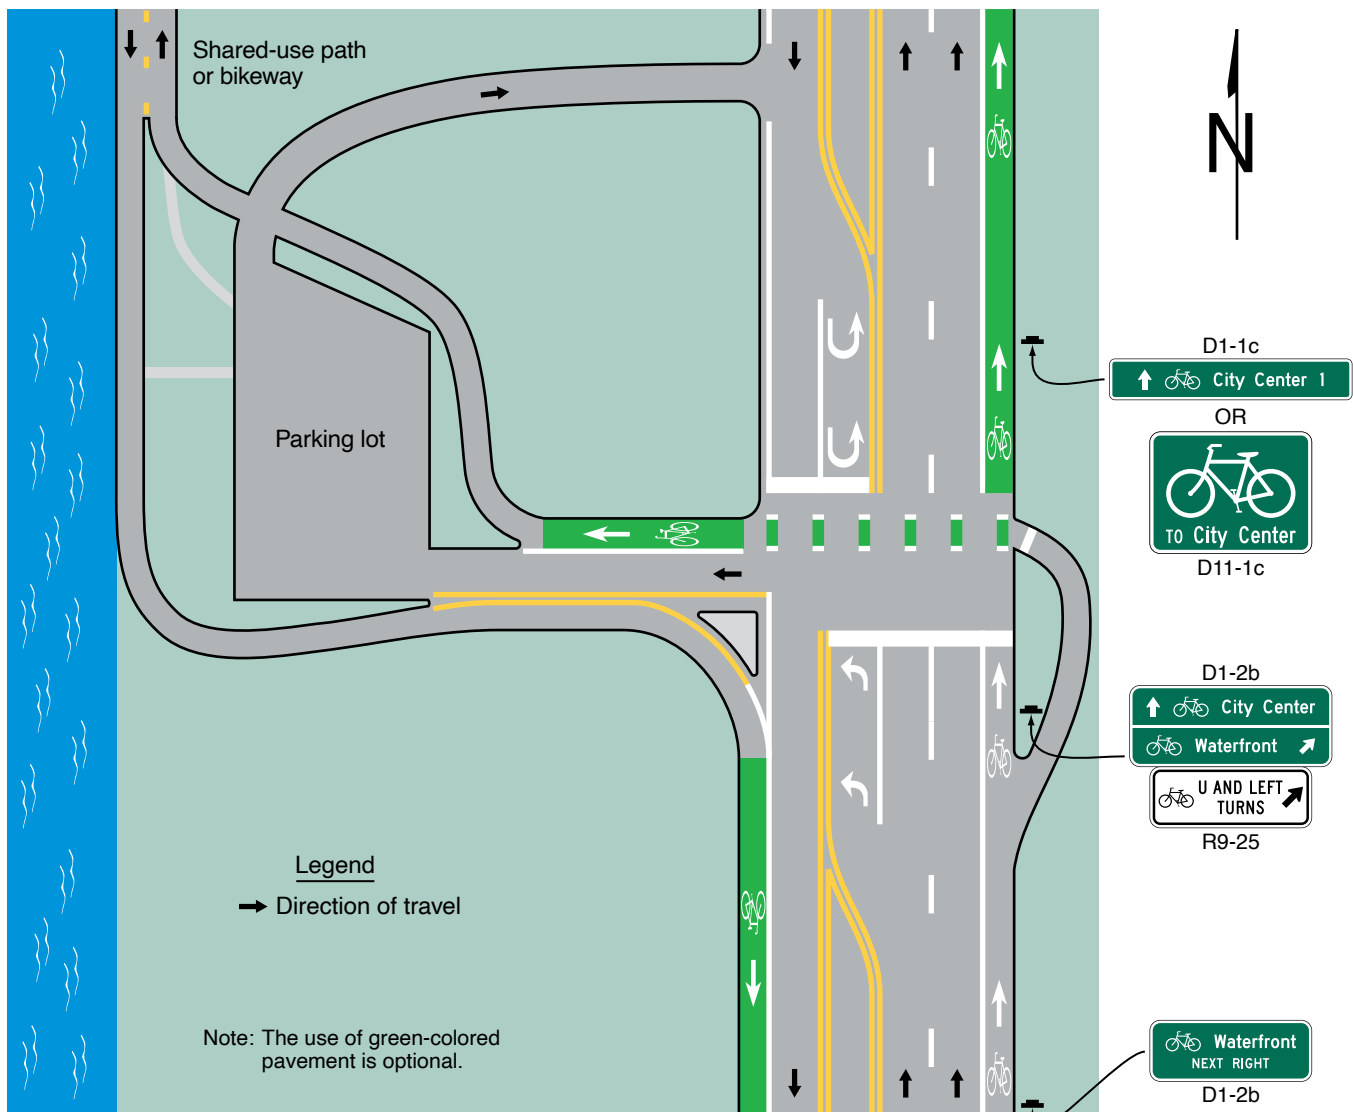 Shared-use path
or bikeway
N
D1-1c
City Center 1
OR
TO City Center
D11-1c
Parking lot
D1-2b
City Center
Waterfront
U AND LEFT
TURNS
R9-25
Legend
Direction of travel
Note: The use of green-colored
pavement is optional.
Waterfront
NEXT RIGHT
D1-2b